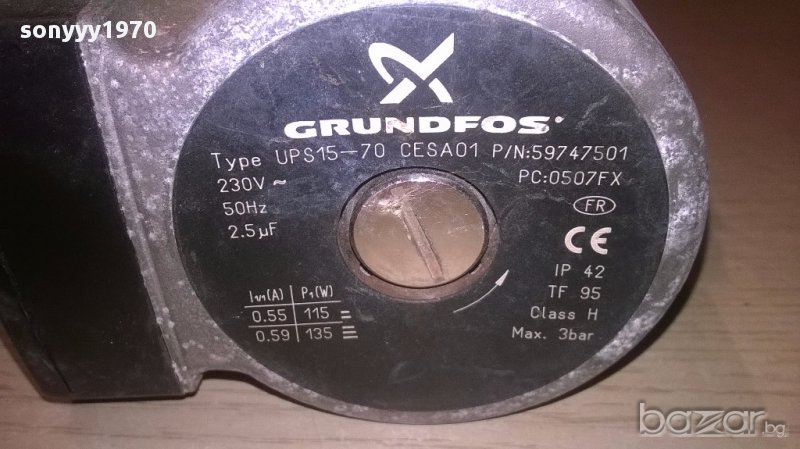 sonyyy1970
GRUNDFOS
Type UPS15-70 CESA01 P/N:59747501
230V ~ PC:0507FX
50Hz FR
2.5µF CE
IP 42
TF 95
Class H
Max. 3bar
I1/1(A) P1(W)
0.55 115
0.59 135
bazar.bg